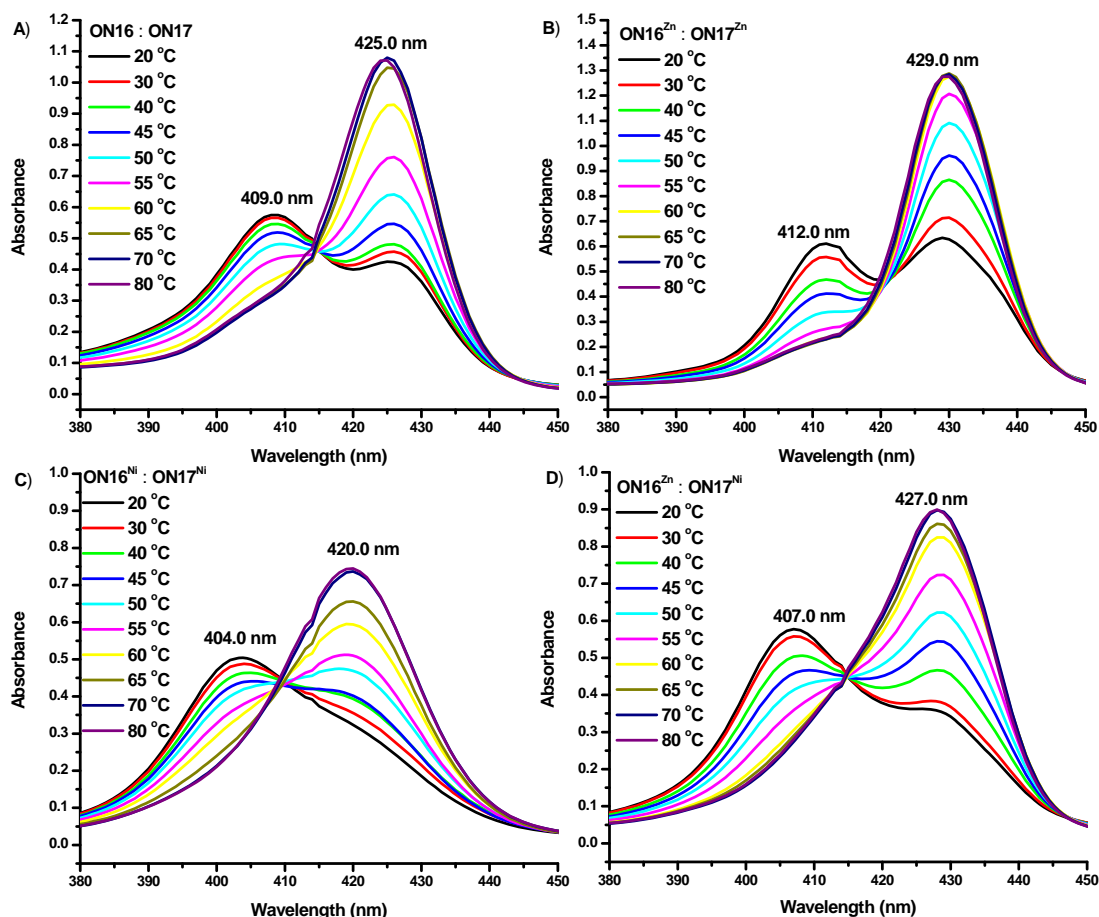 A)
ON16 : ON17
20 °C
30 °C
40 °C
45 °C
50 °C
55 °C
60 °C
65 °C
70 °C
80 °C
409.0 nm
425.0 nm
Absorbance
1.2
1.1
1.0
0.9
0.8
0.7
0.6
0.5
0.4
0.3
0.2
0.1
0.0
380 390 400 410 420 430 440 450
Wavelength (nm)
B)
ON16Zn : ON17Zn
20 °C
30 °C
40 °C
45 °C
50 °C
55 °C
60 °C
65 °C
70 °C
80 °C
412.0 nm
429.0 nm
Absorbance
1.5
1.4
1.3
1.2
1.1
1.0
0.9
0.8
0.7
0.6
0.5
0.4
0.3
0.2
0.1
0.0
380 390 400 410 420 430 440 450
Wavelength (nm)
C)
ON16Ni : ON17Ni
20 °C
30 °C
40 °C
45 °C
50 °C
55 °C
60 °C
65 °C
70 °C
80 °C
404.0 nm
420.0 nm
Absorbance
1.0
0.9
0.8
0.7
0.6
0.5
0.4
0.3
0.2
0.1
0.0
380 390 400 410 420 430 440 450
Wavelength (nm)
D)
ON16Zn : ON17Ni
20 °C
30 °C
40 °C
45 °C
50 °C
55 °C
60 °C
65 °C
70 °C
80 °C
407.0 nm
427.0 nm
Absorbance
1.0
0.9
0.8
0.7
0.6
0.5
0.4
0.3
0.2
0.1
0.0
380 390 400 410 420 430 440 450
Wavelength (nm)